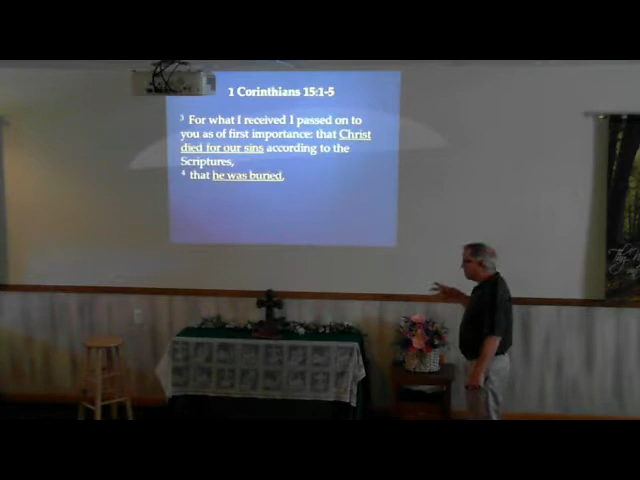 1 Corinthians 15:1-5
3 For what I received I passed on to
you as of first importance: that Christ
died for our sins according to the
Scriptures,
4 that he was buried,
Thy